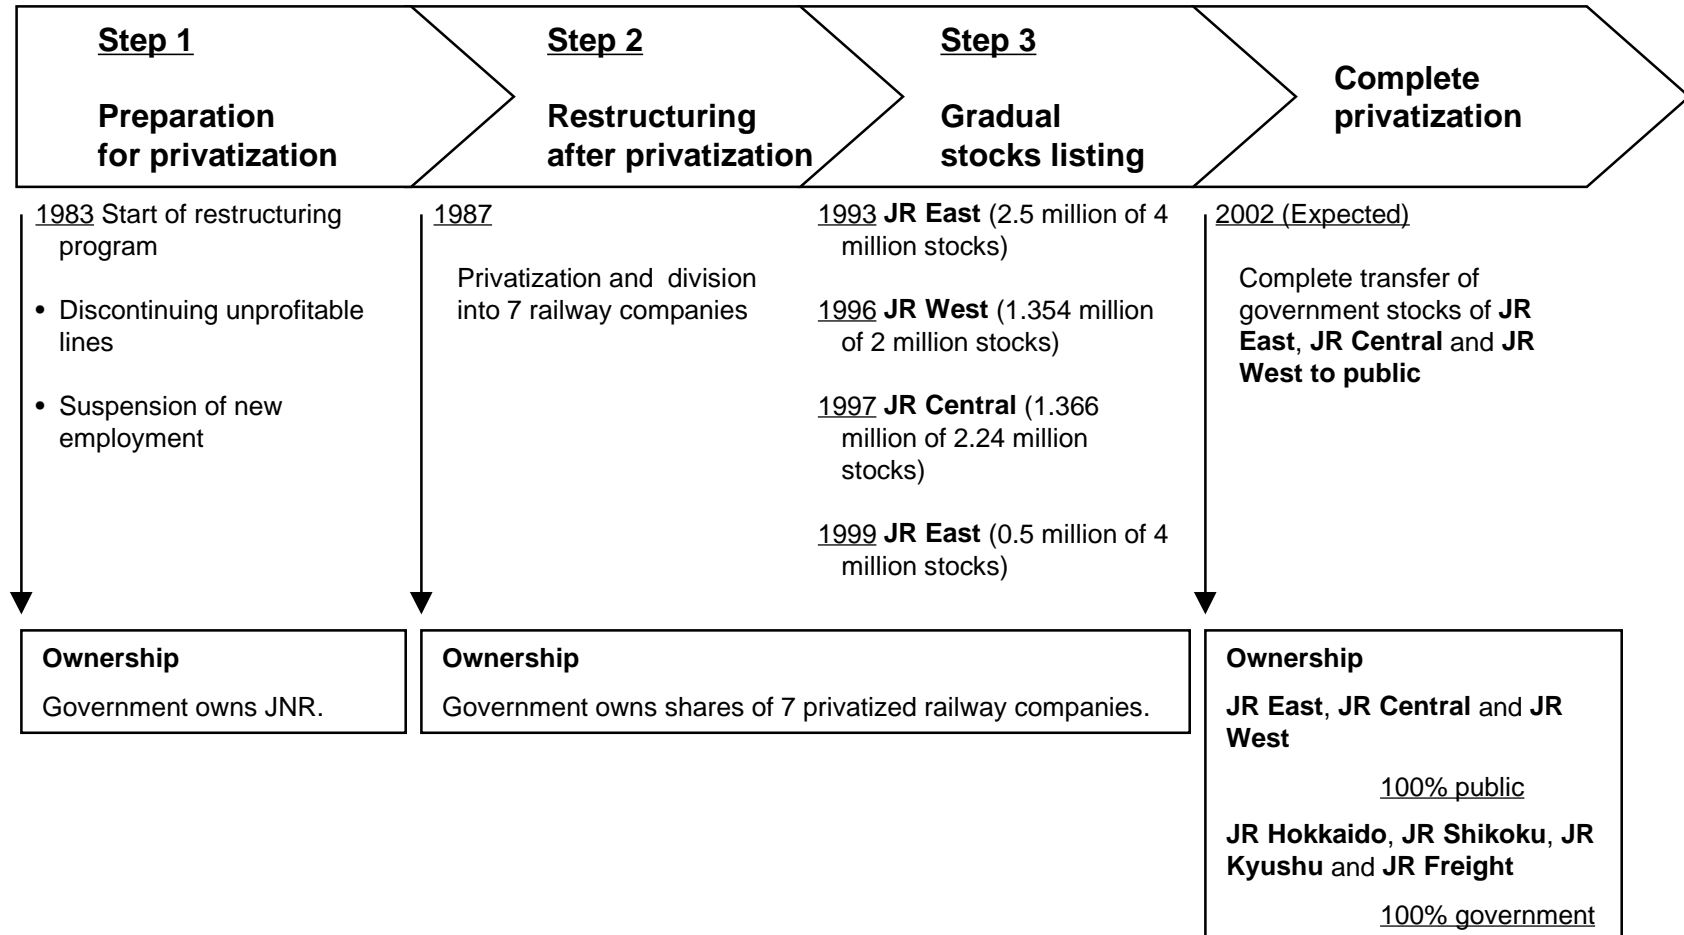 Step 1
Preparation
for privatization
Step 2
Restructuring
after privatization
Step 3
Gradual
stocks listing
Complete
privatization
1983 Start of restructuring
program
• Discontinuing unprofitable
lines
• Suspension of new
employment
1987
Privatization and division
into 7 railway companies
1993 JR East (2.5 million of 4
million stocks)
1996 JR West (1.354 million
of 2 million stocks)
1997 JR Central (1.366
million of 2.24 million
stocks)
1999 JR East (0.5 million of 4
million stocks)
2002 (Expected)
Complete transfer of
government stocks of JR
East, JR Central and JR
West to public
Ownership
Government owns JNR.
Ownership
Government owns shares of 7 privatized railway companies.
Ownership
JR East, JR Central and JR
West
100% public
JR Hokkaido, JR Shikoku, JR
Kyushu and JR Freight
100% government